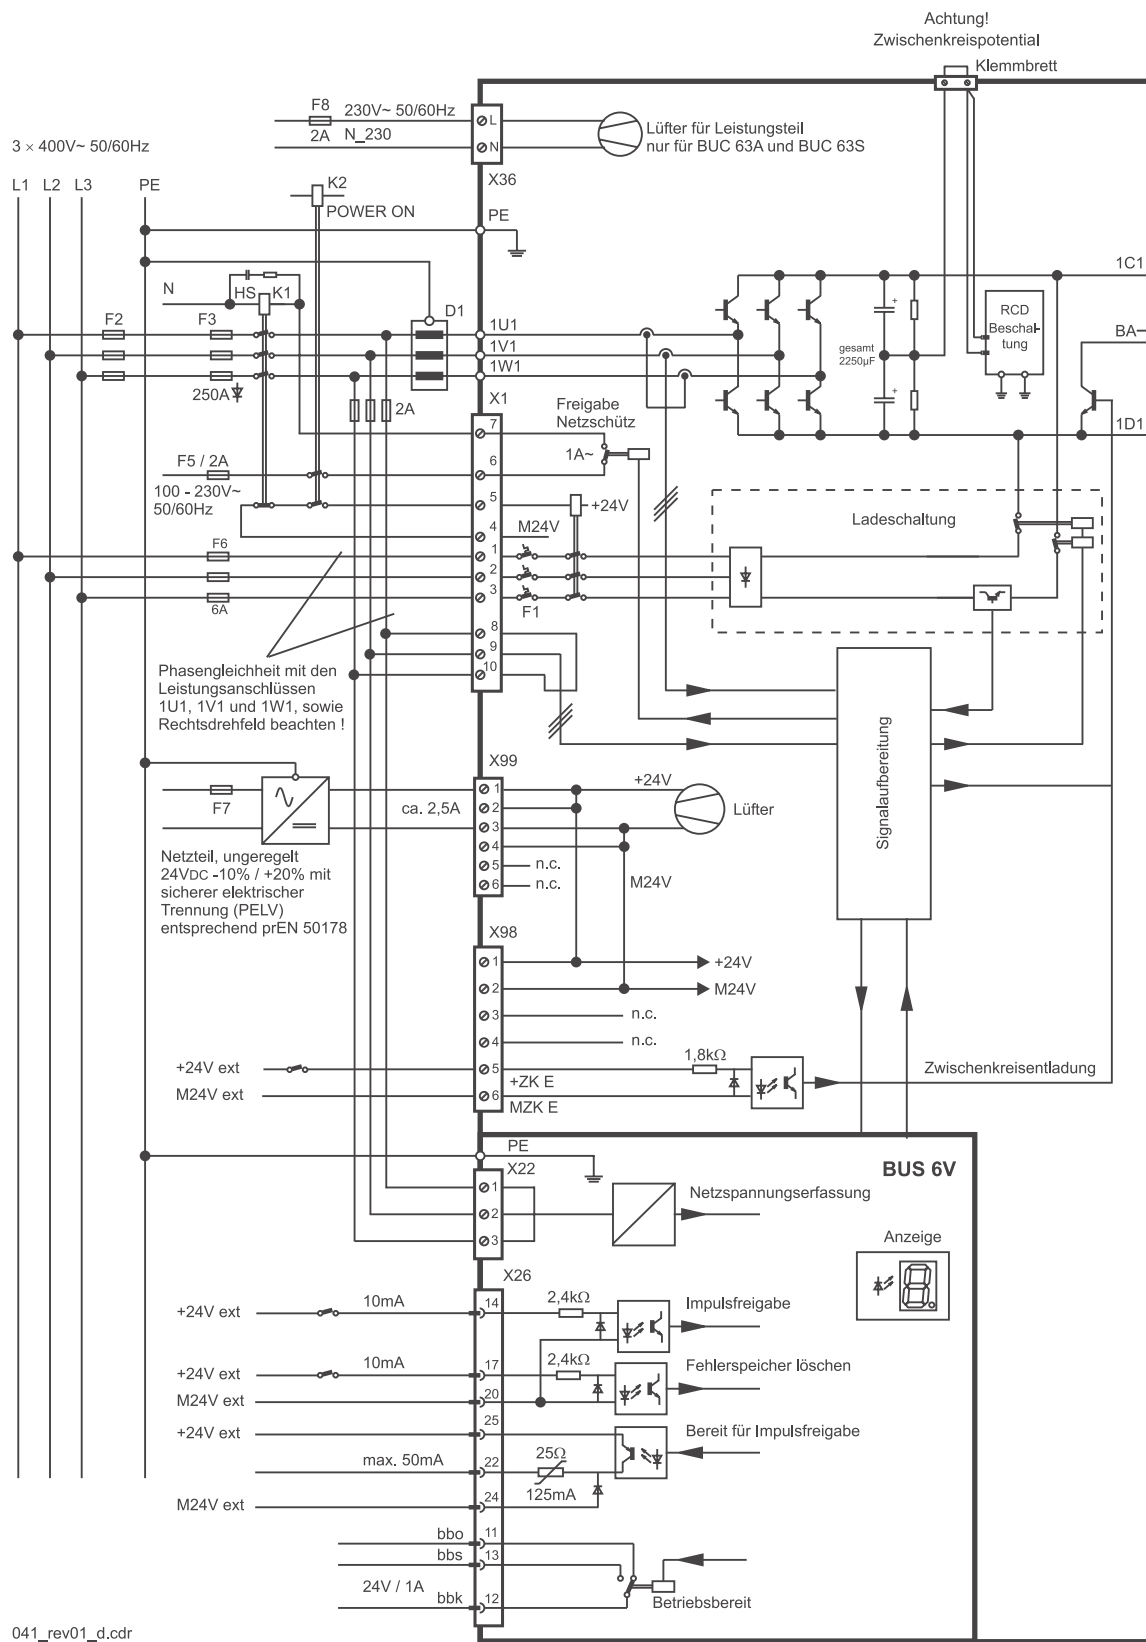 Achtung!
Zwischenkreispotential
Klemmbrett
F8
230V~ 50/60Hz
2A
N_230
L
N
X36
Lüfter für Leistungsteil
nur für BUC 63A und BUC 63S
3 × 400V~ 50/60Hz
L1
L2
L3
PE
K2
POWER ON
PE
1C1
N
HS
K1
F2
F3
D1
1U1
1V1
1W1
250A
2A
X1
gesamt
2250µF
+
+
RCD
Beschal-
tung
BA
1D1
Freigabe
Netzschütz
1A~
7
6
5
4
1
2
3
8
9
10
F5 / 2A
100 - 230V~
50/60Hz
+24V
M24V
Ladeschaltung
F6
6A
F1
Phasengleichheit mit den
Leistungsanschlüssen
1U1, 1V1 und 1W1, sowie
Rechtsdrehfeld beachten !
Signalaufbereitung
X99
1
2
3
4
5
6
+24V
F7
ca. 2,5A
Lüfter
n.c.
n.c.
M24V
Netzteil, ungeregelt
24VDC -10% / +20% mit
sicherer elektrischer
Trennung (PELV)
entsprechend prEN 50178
X98
1
2
3
4
5
6
+24V
M24V
n.c.
n.c.
+24V ext
M24V ext
+ZK E
MZK E
1,8kΩ
Zwischenkreisentladung
PE
X22
1
2
3
BUS 6V
Netzspannungserfassung
Anzeige
X26
+24V ext
10mA
14
2,4kΩ
Impulsfreigabe
+24V ext
10mA
17
2,4kΩ
Fehlerspeicher löschen
M24V ext
20
+24V ext
25
Bereit für Impulsfreigabe
max. 50mA
22
25Ω
125mA
M24V ext
24
bbo
11
bbs
13
24V / 1A
bbk
12
Betriebsbereit
041_rev01_d.cdr